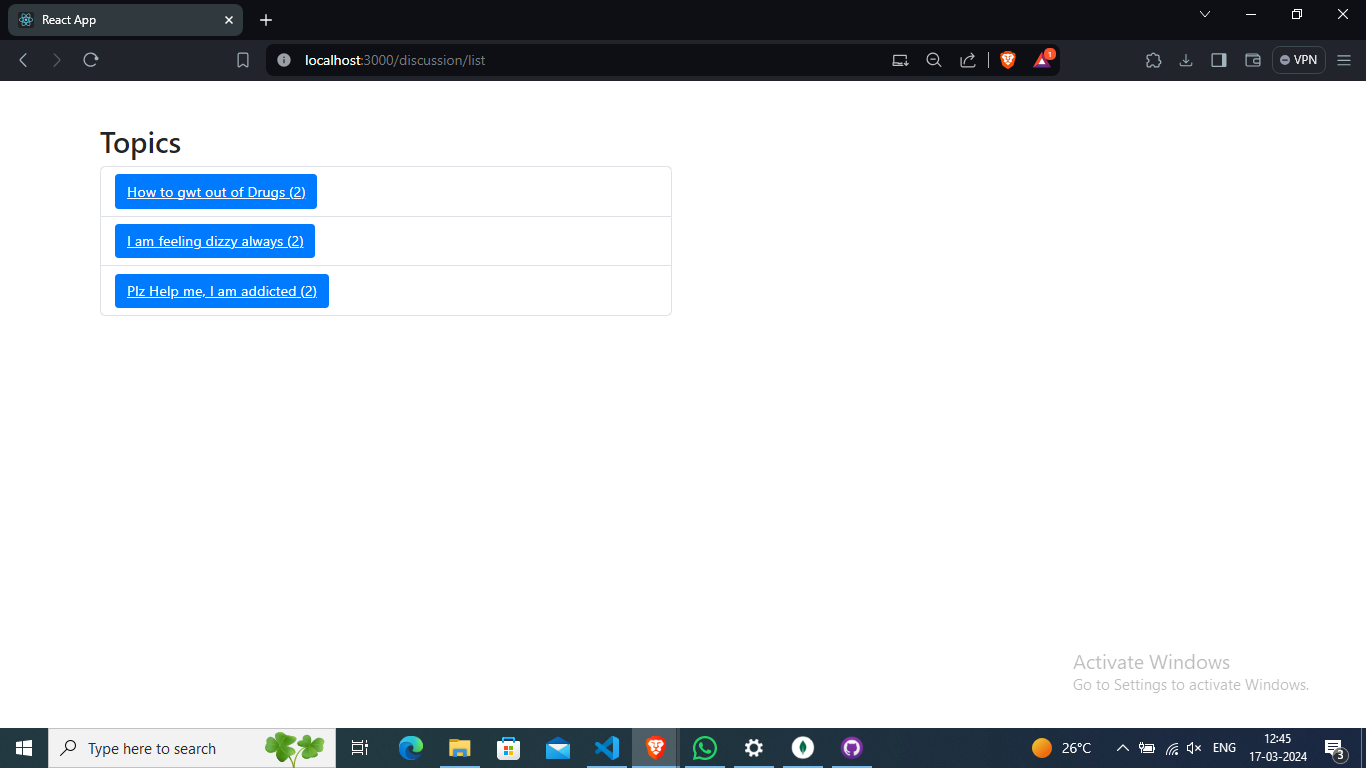 React App
localhost:3000/discussion/list
1
VPN
Topics
How to gwt out of Drugs (2)
I am feeling dizzy always (2)
Plz Help me, I am addicted (2)
Activate Windows
Go to Settings to activate Windows.
Type here to search
26°C
ENG
12:45
17-03-2024
3